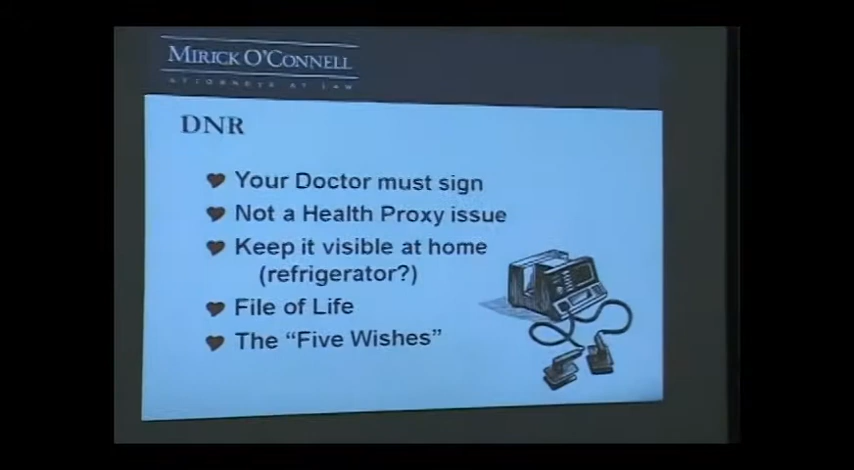 MIRICK O'CONNELL
ATTORNEYS AT LAW
DNR
Your Doctor must sign
Not a Health Proxy issue
Keep it visible at home
(refrigerator?)
File of Life
The “Five Wishes”